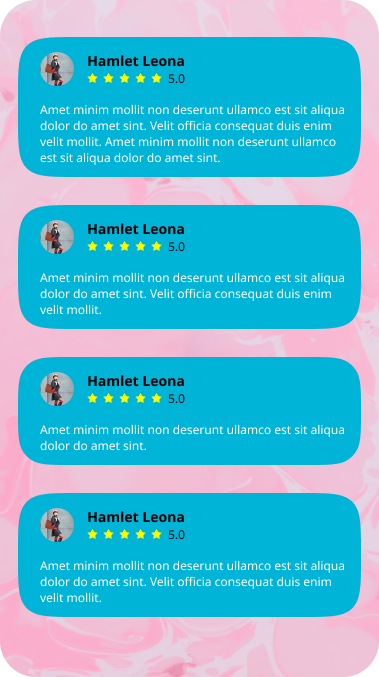 Hamlet Leona
5.0
Amet minim mollit non deserunt ullamco est sit aliqua
dolor do amet sint. Velit officia consequat duis enim
velit mollit. Amet minim mollit non deserunt ullamco
est sit aliqua dolor do amet sint.
Hamlet Leona
5.0
Amet minim mollit non deserunt ullamco est sit aliqua
dolor do amet sint. Velit officia consequat duis enim
velit mollit.
Hamlet Leona
5.0
Amet minim mollit non deserunt ullamco est sit aliqua
dolor do amet sint.
Hamlet Leona
5.0
Amet minim mollit non deserunt ullamco est sit aliqua
dolor do amet sint. Velit officia consequat duis enim
velit mollit.